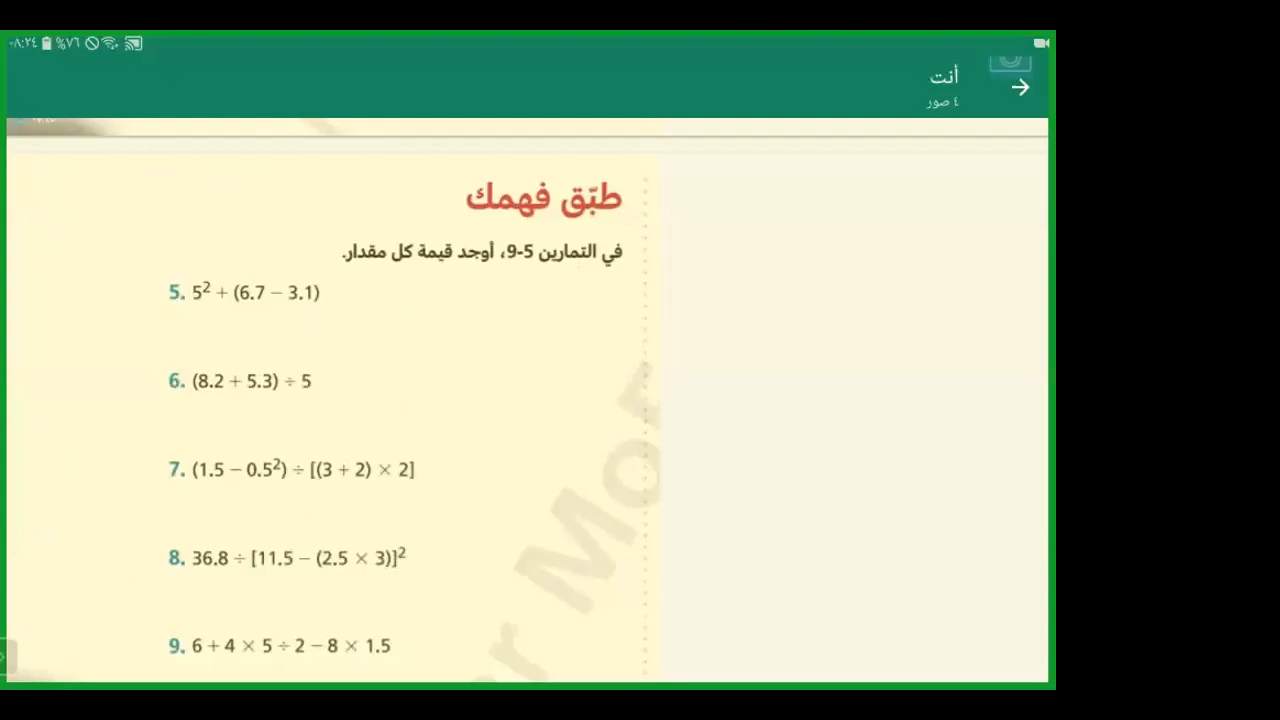 ٠٨:٢٤ %٧٦
أنت
٤ صور
طبّق فهمك
في التمارين 5-9، أوجد قيمة كل مقدار.
5. 5² + (6.7 − 3.1)
6. (8.2 + 5.3) ÷ 5
7. (1.5 − 0.5²) ÷ [(3 + 2) × 2]
8. 36.8 ÷ [11.5 − (2.5 × 3)]²
9. 6 + 4 × 5 ÷ 2 − 8 × 1.5